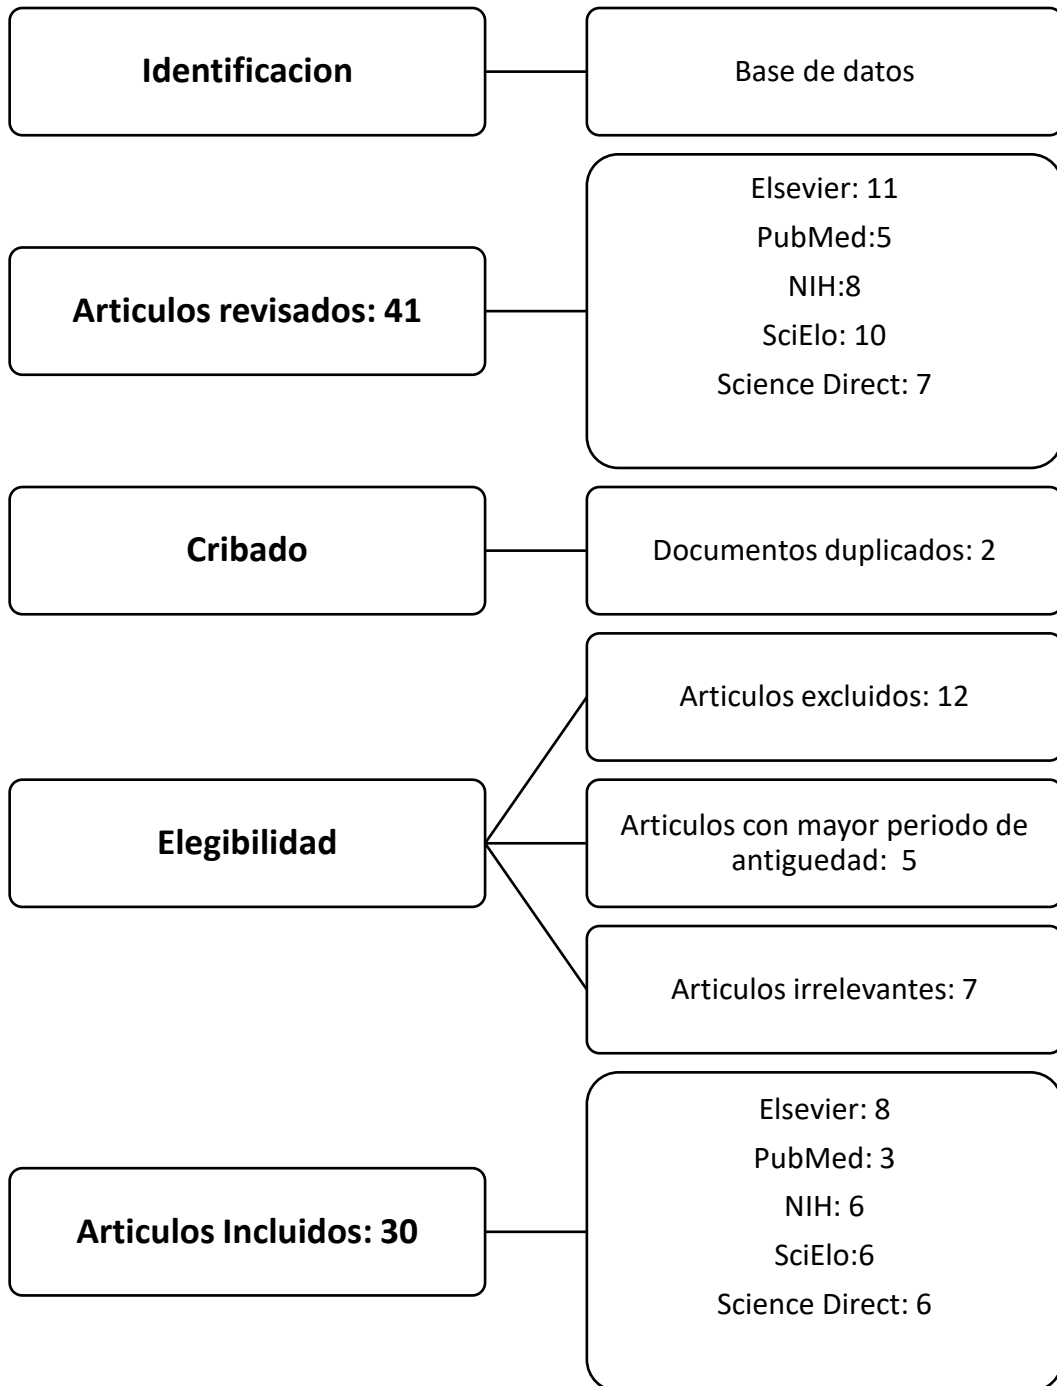 Identificacion
Base de datos
Articulos revisados: 41
Elsevier: 11
PubMed:5
NIH:8
SciElo: 10
Science Direct: 7
Cribado
Documentos duplicados: 2
Elegibilidad
Articulos excluidos: 12
Articulos con mayor periodo de
antiguedad:  5
Articulos irrelevantes: 7
Articulos Incluidos: 30
Elsevier: 8
PubMed: 3
NIH: 6
SciElo:6
Science Direct: 6